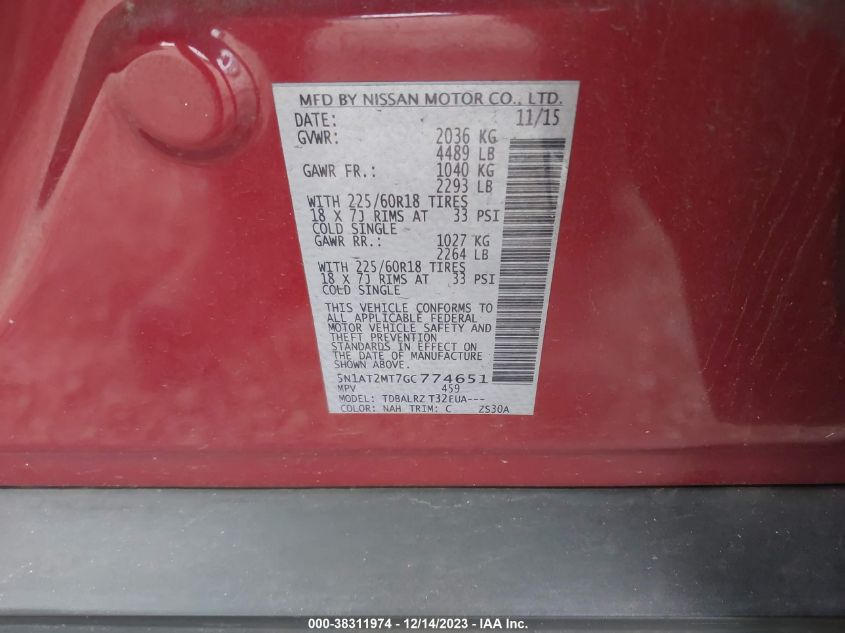 MFD BY NISSAN MOTOR CO., LTD.
DATE: 11/15
GVWR: 2036 KG
4489 LB
GAWR FR.: 1040 KG
2293 LB
WITH 225/60R18 TIRES
18 X 7J RIMS AT 33 PSI
COLD SINGLE
GAWR RR.: 1027 KG
2264 LB
WITH 225/60R18 TIRES
18 X 7J RIMS AT 33 PSI
COLD SINGLE
THIS VEHICLE CONFORMS TO
ALL APPLICABLE FEDERAL
MOTOR VEHICLE SAFETY AND
THEFT PREVENTION
STANDARDS IN EFFECT ON
THE DATE OF MANUFACTURE
SHOWN ABOVE.
5N1AT2MT7GC774651
MPV 459
MODEL: TDBALRZ T32EUA---
COLOR: NAH TRIM: C ZS30A
000-38311974 — 12/14/2023 — IAA Inc.